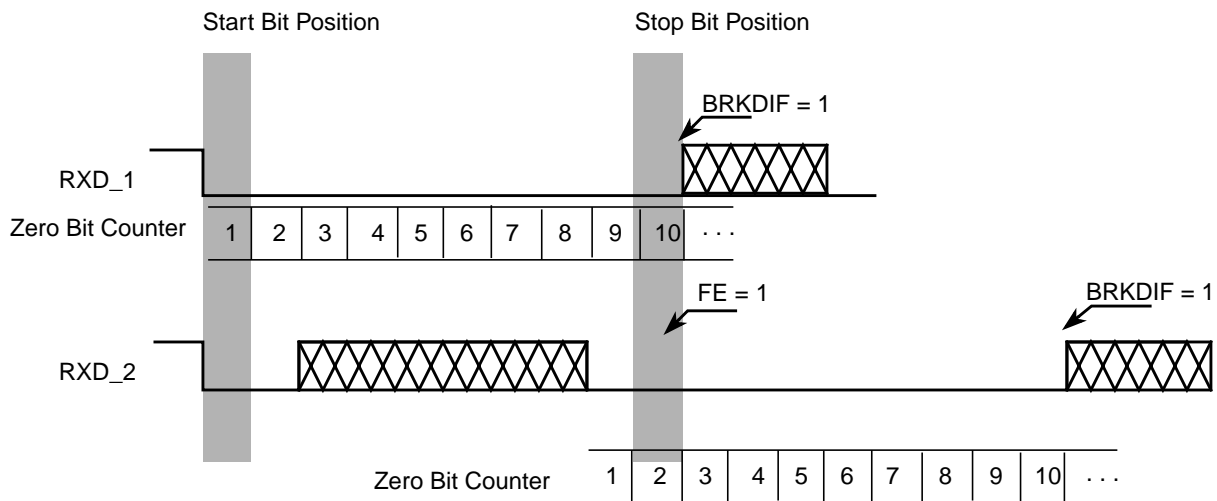 Start Bit Position Stop Bit Position
BRKDIF = 1
RXD_1
Zero Bit Counter 1 2 3 4 5 6 7 8 9 10 . . .
FE = 1 BRKDIF = 1
RXD_2
Zero Bit Counter 1 2 3 4 5 6 7 8 9 10 . . .